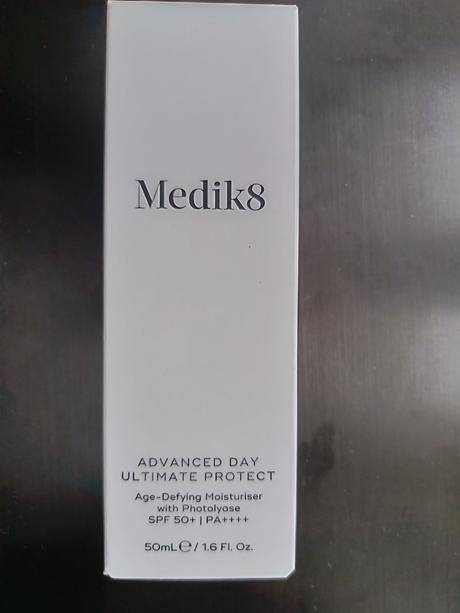 Medik8
ADVANCED DAY
ULTIMATE PROTECT
Age-Defying Moisturiser
with Photolyase
SPF 50+ | PA++++
50mL℮ / 1.6 Fl. Oz.